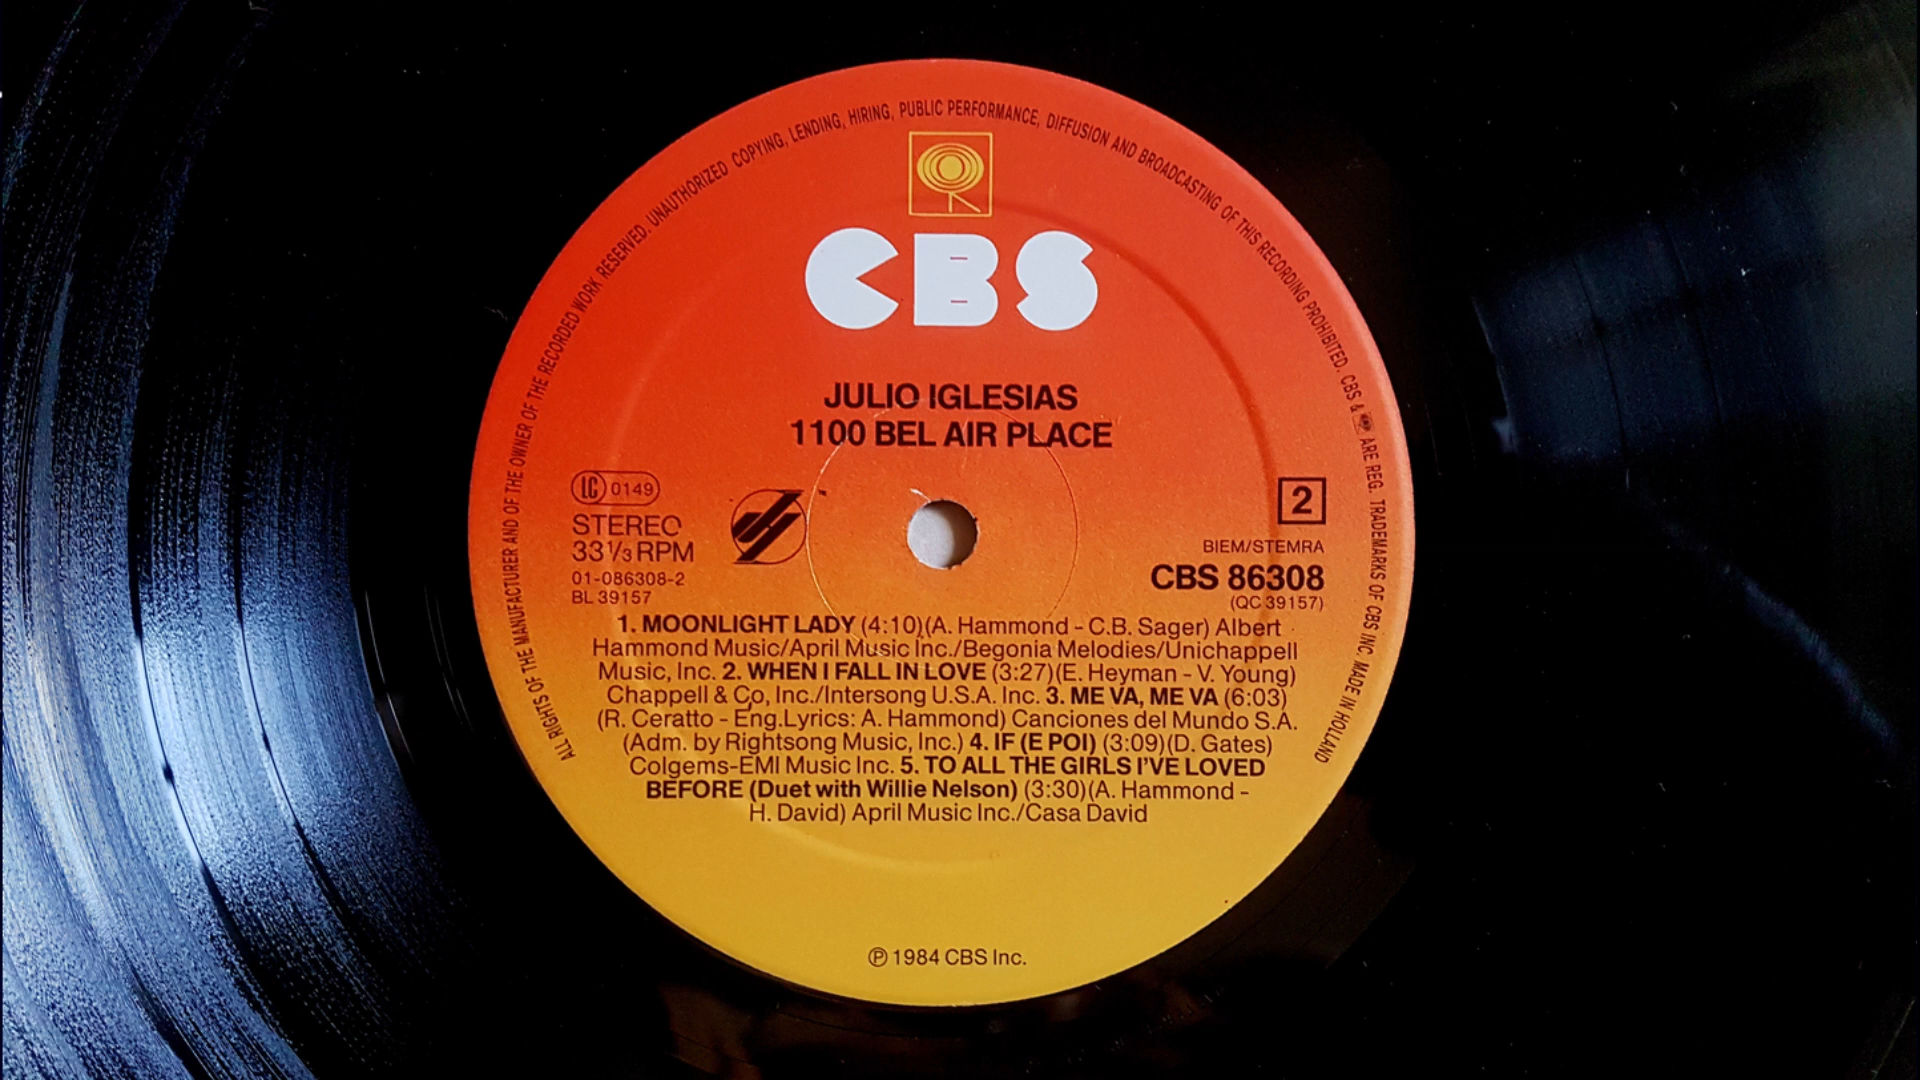 ALL RIGHTS OF THE MANUFACTURER AND OF THE OWNER OF THE RECORDED WORK RESERVED. UNAUTHORIZED COPYING, LENDING, HIRING, PUBLIC PERFORMANCE, DIFFUSION AND BROADCASTING OF THIS RECORDING PROHIBITED. CBS & ARE REG. TRADEMARKS OF CBS INC. MADE IN HOLLAND
CBS
JULIO IGLESIAS
1100 BEL AIR PLACE
LC 0149
STEREO
33⅓ RPM
01-086308-2
BL 39157
2
BIEM/STEMRA
CBS 86308
(QC 39157)
1. MOONLIGHT LADY (4:10)(A. Hammond - C.B. Sager) Albert
Hammond Music/April Music Inc./Begonia Melodies/Unichappell
Music, Inc. 2. WHEN I FALL IN LOVE (3:27)(E. Heyman - V. Young)
Chappell & Co, Inc./Intersong U.S.A. Inc. 3. ME VA, ME VA (6:03)
(R. Ceratto - Eng.Lyrics: A. Hammond) Canciones del Mundo S.A.
(Adm. by Rightsong Music, Inc.) 4. IF (E POI) (3:09)(D. Gates)
Colgems-EMI Music Inc. 5. TO ALL THE GIRLS I'VE LOVED
BEFORE (Duet with Willie Nelson) (3:30)(A. Hammond -
H. David) April Music Inc./Casa David
℗ 1984 CBS Inc.